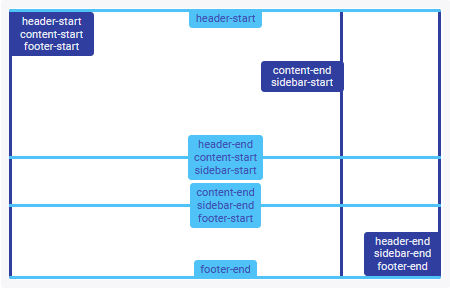 header-start
content-start
footer-start
header-start
content-end
sidebar-start
header-end
content-start
sidebar-start
content-end
sidebar-end
footer-start
header-end
sidebar-end
footer-end
footer-end